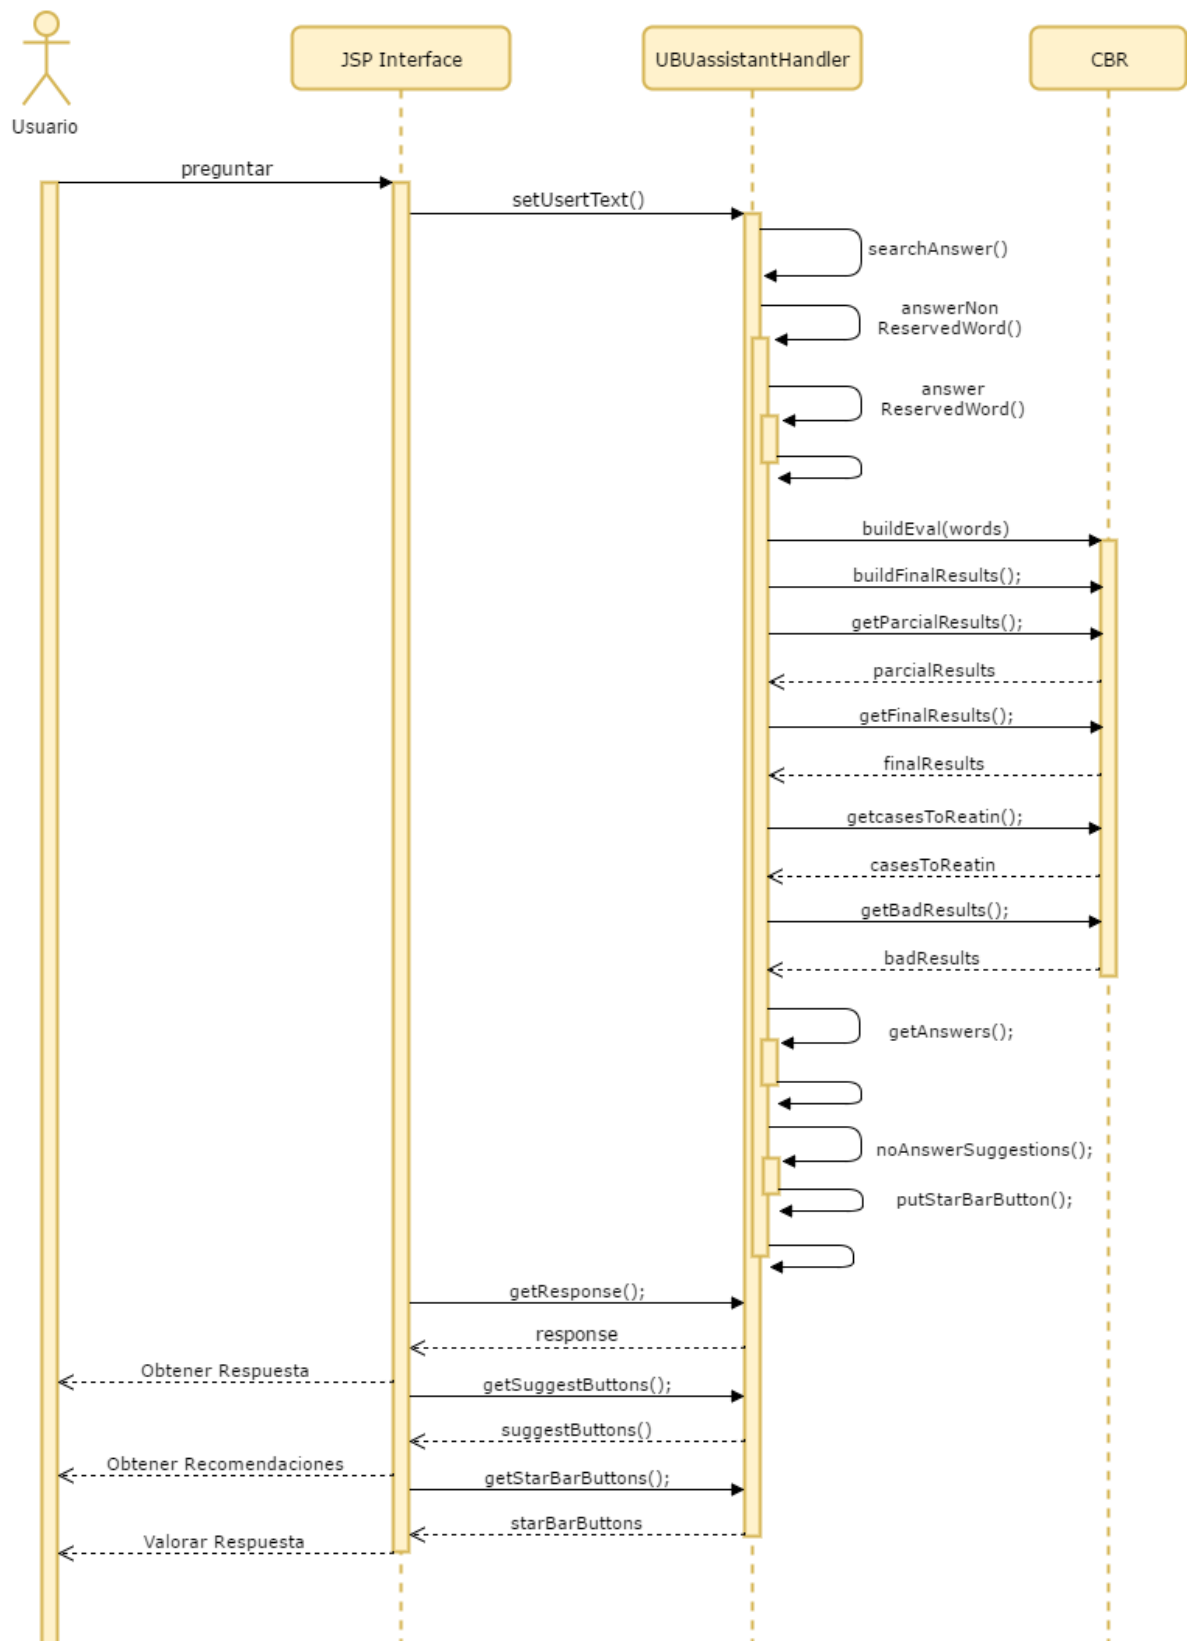 JSP Interface
UBUassistantHandler
CBR
Usuario
preguntar
setUsertText()
searchAnswer()
answerNon
ReservedWord()
answer
ReservedWord()
buildEval(words)
buildFinalResults();
getParcialResults();
parcialResults
getFinalResults();
finalResults
getcasesToReatin();
casesToReatin
getBadResults();
badResults
getAnswers();
noAnswerSuggestions();
putStarBarButton();
getResponse();
response
Obtener Respuesta
getSuggestButtons();
suggestButtons()
Obtener Recomendaciones
getStarBarButtons();
starBarButtons
Valorar Respuesta